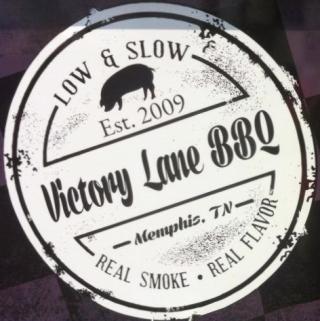 LOW & SLOW
Est. 2009
Victory Lane BBQ
Memphis, TN
REAL SMOKE • REAL FLAVOR